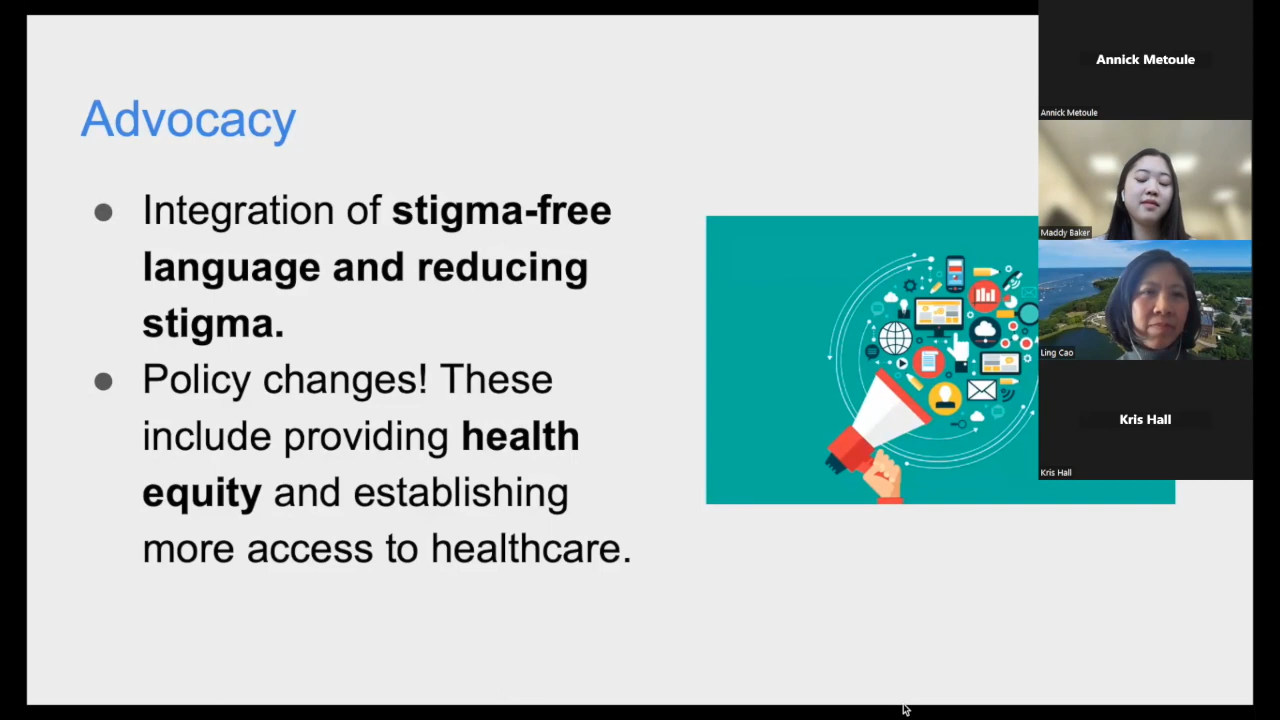 Advocacy
● Integration of stigma-free
language and reducing
stigma.
● Policy changes! These
include providing health
equity and establishing
more access to healthcare.
Annick Metoule
Annick Metoule
Maddy Baker
Ling Cao
Kris Hall
Kris Hall